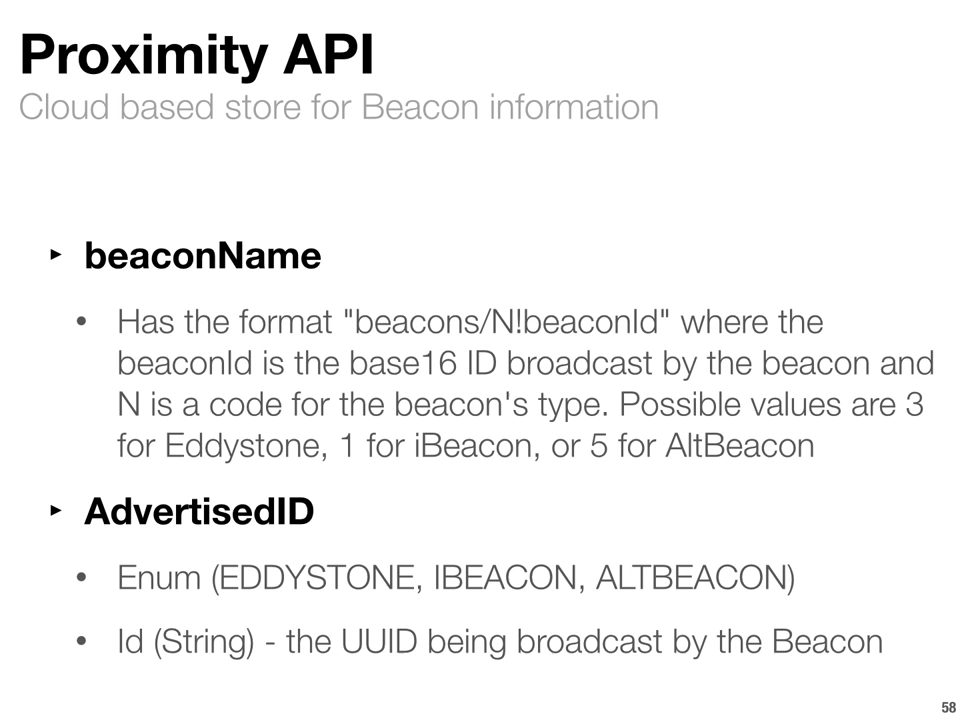 Proximity API
Cloud based store for Beacon information
‣ beaconName
• Has the format "beacons/N!beaconId" where the
beaconId is the base16 ID broadcast by the beacon and
N is a code for the beacon's type. Possible values are 3
for Eddystone, 1 for iBeacon, or 5 for AltBeacon
‣ AdvertisedID
• Enum (EDDYSTONE, IBEACON, ALTBEACON)
• Id (String) - the UUID being broadcast by the Beacon
58